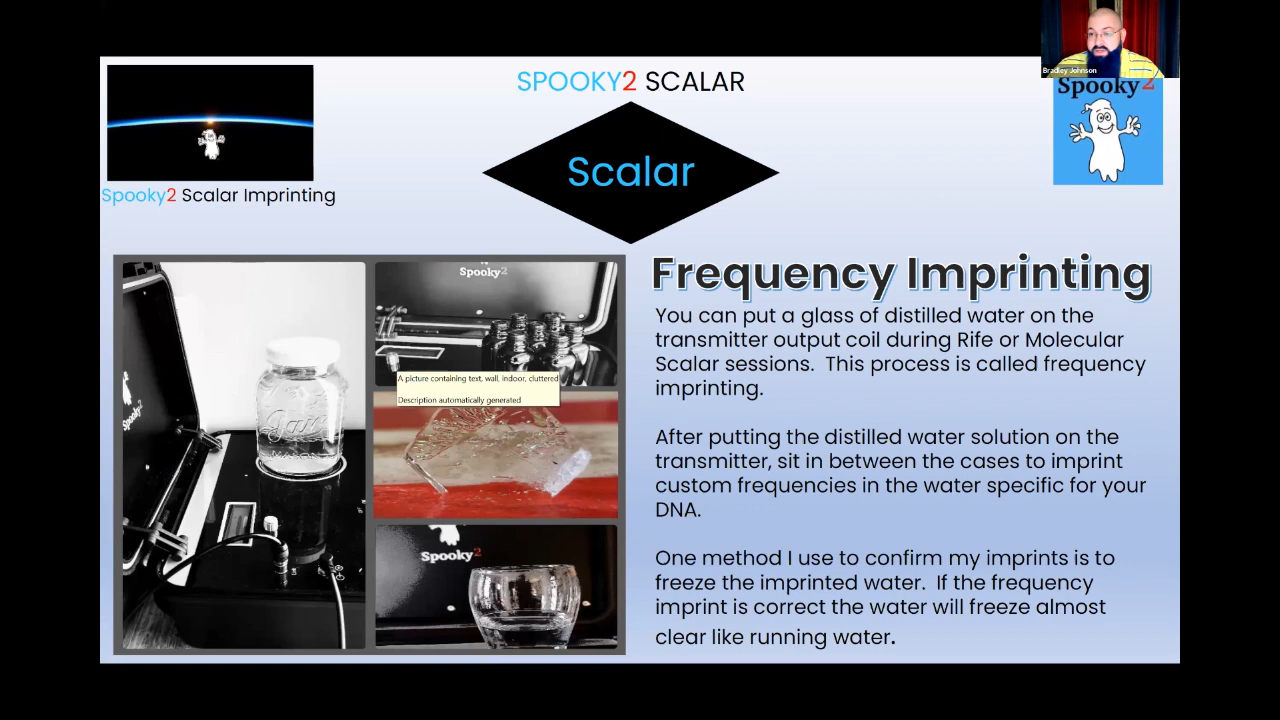 Bradley Johnson
SPOOKY2 SCALAR
Spooky2
Scalar
Spooky2 Scalar Imprinting
Spooky2
Spooky2
Jar
MASON
A picture containing text, wall, indoor, cluttered
Description automatically generated
Spooky2
Frequency Imprinting
You can put a glass of distilled water on the
transmitter output coil during Rife or Molecular
Scalar sessions. This process is called frequency
imprinting.
After putting the distilled water solution on the
transmitter, sit in between the cases to imprint
custom frequencies in the water specific for your
DNA.
One method I use to confirm my imprints is to
freeze the imprinted water. If the frequency
imprint is correct the water will freeze almost
clear like running water.